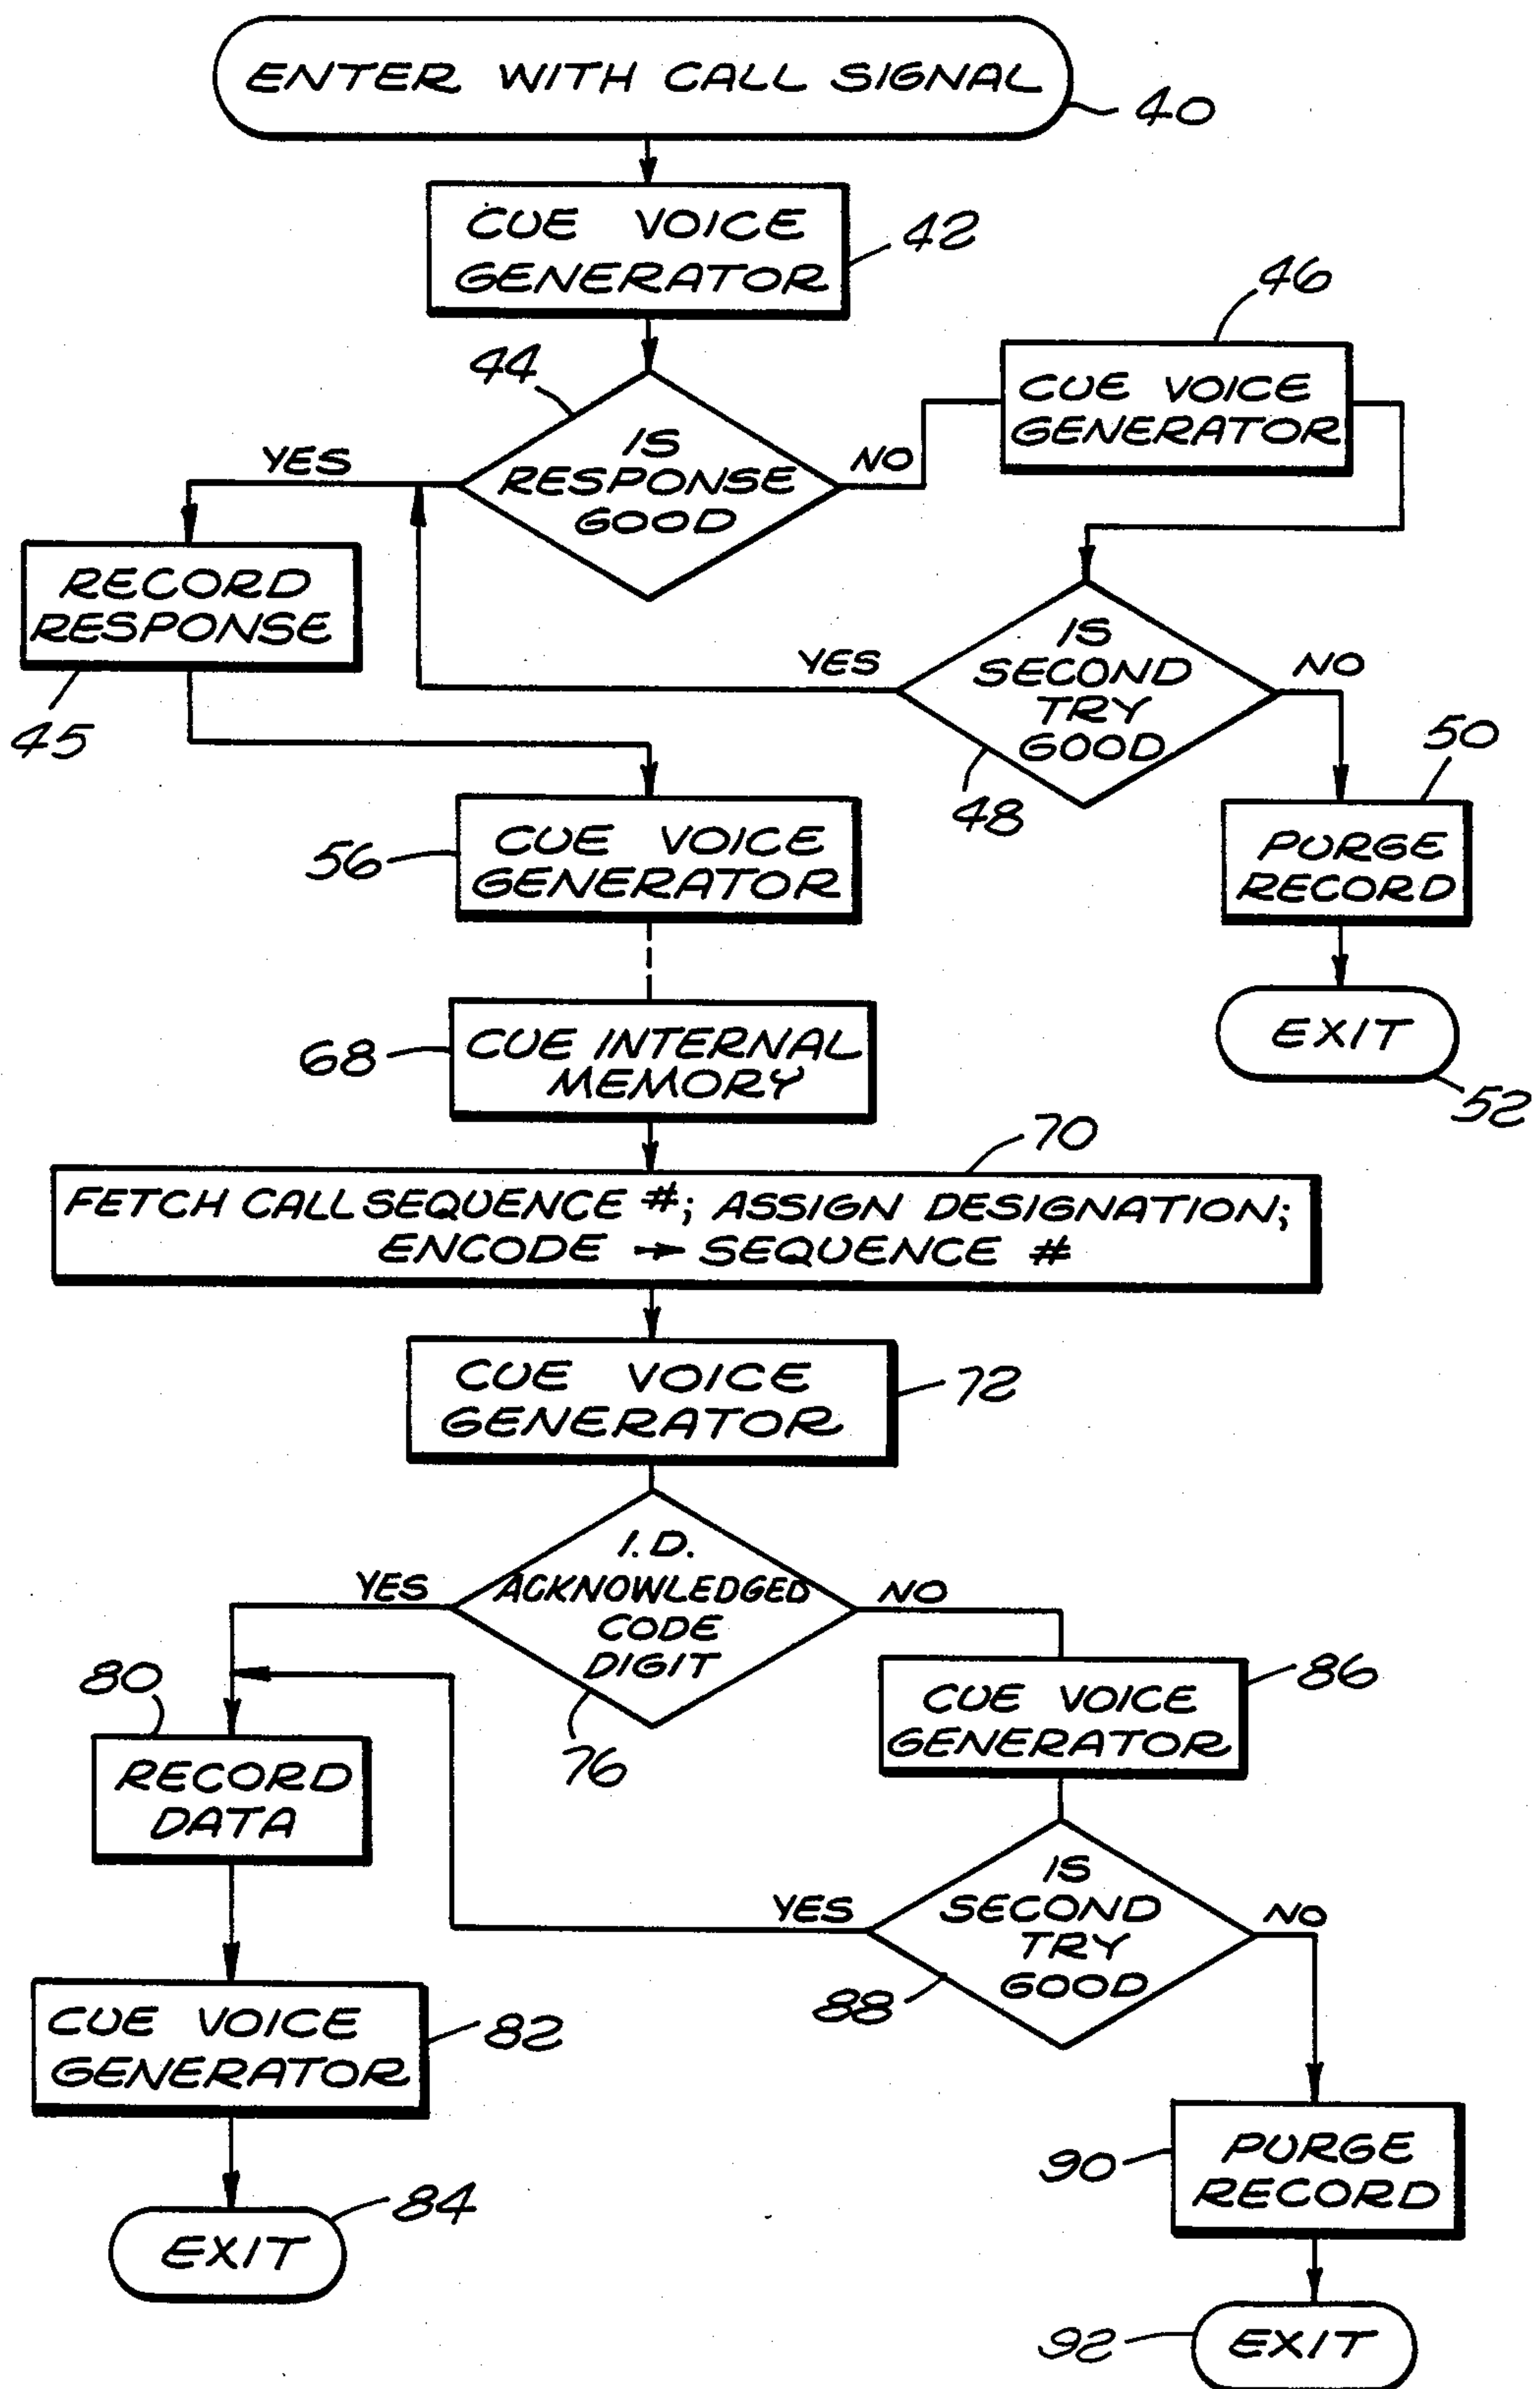 ENTER WITH CALL SIGNAL
40
CUE VOICE
GENERATOR
42
46
CUE VOICE
GENERATOR
44
IS
RESPONSE
GOOD
YES
NO
RECORD
RESPONSE
45
IS
SECOND
TRY
GOOD
YES
NO
48
50
PURGE
RECORD
EXIT
52
56
CUE VOICE
GENERATOR
68
CUE INTERNAL
MEMORY
70
FETCH CALL SEQUENCE #; ASSIGN DESIGNATION;
ENCODE → SEQUENCE #
CUE VOICE
GENERATOR
72
I.D.
ACKNOWLEDGED
CODE
DIGIT
YES
NO
76
80
RECORD
DATA
86
CUE VOICE
GENERATOR
IS
SECOND
TRY
GOOD
YES
NO
88
CUE VOICE
GENERATOR
82
EXIT
84
90
PURGE
RECORD
92
EXIT